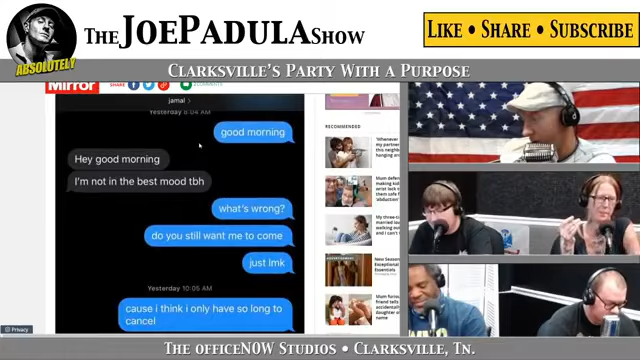 THE JOEPADULA SHOW
ABSOLUTELY
LIKE • SHARE • SUBSCRIBE
CLARKSVILLE'S PARTY WITH A PURPOSE
Mirror
SHARE
COMMENTS
jamal >
Yesterday 8:04 AM
good morning
Hey good morning
I'm not in the best mood tbh
what's wrong?
do you still want me to come
just lmk
Yesterday 10:05 AM
cause i think i only have so long to
cancel
RECOMMENDED
Privacy
THE OFFICENOW STUDIOS • CLARKSVILLE, TN.